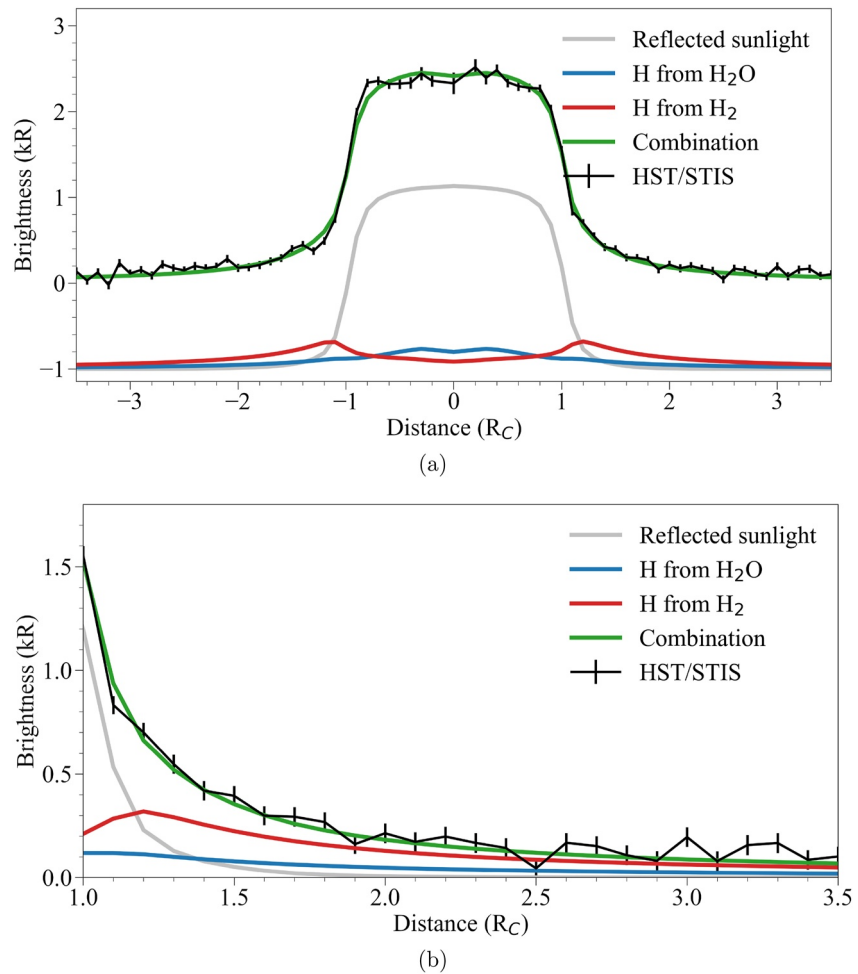 3
2
1
0
−1
Brightness (kR)
Reflected sunlight
H from H₂O
H from H₂
Combination
HST/STIS
−3 −2 −1 0 1 2 3
Distance (R_C)
(a)
1.5
1.0
0.5
0.0
Brightness (kR)
Reflected sunlight
H from H₂O
H from H₂
Combination
HST/STIS
1.0 1.5 2.0 2.5 3.0 3.5
Distance (R_C)
(b)